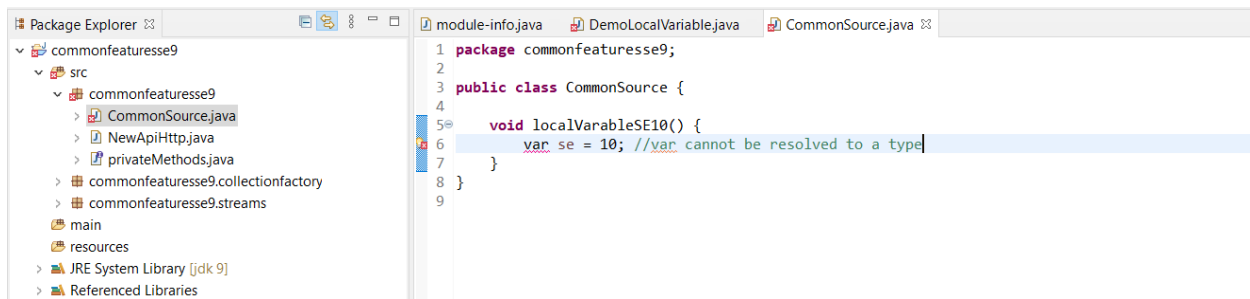 Package Explorer
commonfeaturesse9
src
commonfeaturesse9
CommonSource.java
NewApiHttp.java
privateMethods.java
commonfeaturesse9.collectionfactory
commonfeaturesse9.streams
main
resources
JRE System Library [jdk 9]
Referenced Libraries
module-info.java DemoLocalVariable.java CommonSource.java
1 package commonfeaturesse9;
2
3 public class CommonSource {
4
5 void localVarableSE10() {
6 var se = 10; //var cannot be resolved to a type
7 }
8 }
9